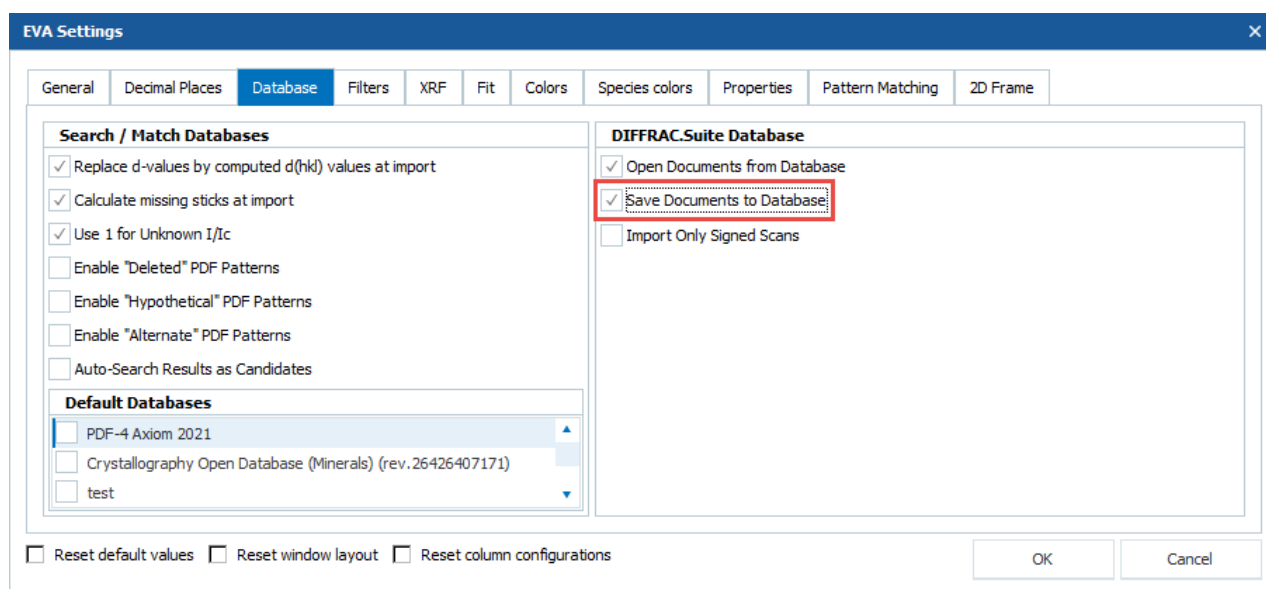 EVA Settings
General Decimal Places Database Filters XRF Fit Colors Species colors Properties Pattern Matching 2D Frame
Search / Match Databases
Replace d-values by computed d(hkl) values at import
Calculate missing sticks at import
Use 1 for Unknown I/Ic
Enable "Deleted" PDF Patterns
Enable "Hypothetical" PDF Patterns
Enable "Alternate" PDF Patterns
Auto-Search Results as Candidates
Default Databases
PDF-4 Axiom 2021
Crystallography Open Database (Minerals) (rev.26426407171)
test
DIFFRAC.Suite Database
Open Documents from Database
Save Documents to Database
Import Only Signed Scans
Reset default values Reset window layout Reset column configurations
OK Cancel